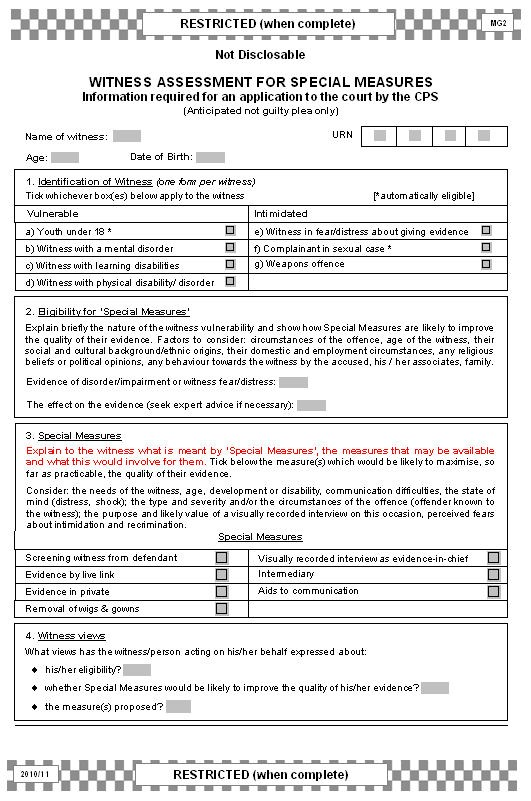 RESTRICTED (when complete)
MG2
Not Disclosable
WITNESS ASSESSMENT FOR SPECIAL MEASURES
Information required for an application to the court by the CPS
(Anticipated not guilty plea only)
Name of witness:
URN
Age: Date of Birth:
1. Identification of Witness (one form per witness)
Tick whichever box(es) below apply to the witness [*automatically eligible]
Vulnerable Intimidated
a) Youth under 18 * e) Witness in fear/distress about giving evidence
b) Witness with a mental disorder f) Complainant in sexual case *
c) Witness with learning disabilities g) Weapons offence
d) Witness with physical disability/ disorder
2. Eligibility for 'Special Measures'
Explain briefly the nature of the witness vulnerability and show how Special Measures are likely to improve
the quality of their evidence. Factors to consider: circumstances of the offence, age of the witness, their
social and cultural background/ethnic origins, their domestic and employment circumstances, any religious
beliefs or political opinions, any behaviour towards the witness by the accused, his / her associates, family.
Evidence of disorder/impairment or witness fear/distress:
The effect on the evidence (seek expert advice if necessary):
3. Special Measures
Explain to the witness what is meant by 'Special Measures', the measures that may be available
and what this would involve for them. Tick below the measure(s) which would be likely to maximise, so
far as practicable, the quality of their evidence.
Consider: the needs of the witness, age, development or disability, communication difficulties, the state of
mind (distress, shock); the type and severity and/or the circumstances of the offence (offender known to
the witness); the purpose and likely value of a visually recorded interview on this occasion, perceived fears
about intimidation and recrimination.
Special Measures
Screening witness from defendant Visually recorded interview as evidence-in-chief
Evidence by live link Intermediary
Evidence in private Aids to communication
Removal of wigs & gowns
4. Witness views
What views has the witness/person acting on his/her behalf expressed about:
♦ his/her eligibility?
♦ whether Special Measures would be likely to improve the quality of his/her evidence?
♦ the measure(s) proposed?
2010/11
RESTRICTED (when complete)